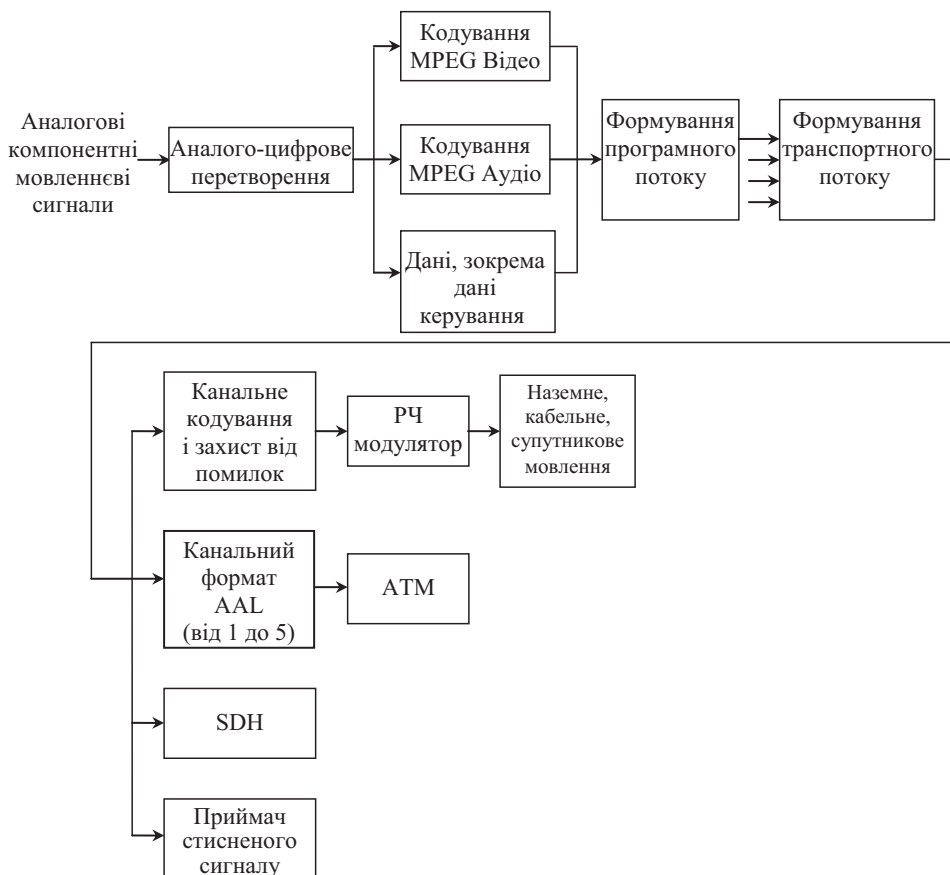 Аналогові
компонентні
мовленнєві
сигнали
Аналого-цифрове
перетворення
Кодування
MPEG Відео
Кодування
MPEG Аудіо
Дані, зокрема
дані
керування
Формування
програмного
потоку
Формування
транспортного
потоку
Канальне
кодування
і захист від
помилок
РЧ
модулятор
Наземне,
кабельне,
супутникове
мовлення
Канальний
формат
AAL
(від 1 до 5)
ATM
SDH
Приймач
стисненого
сигналу